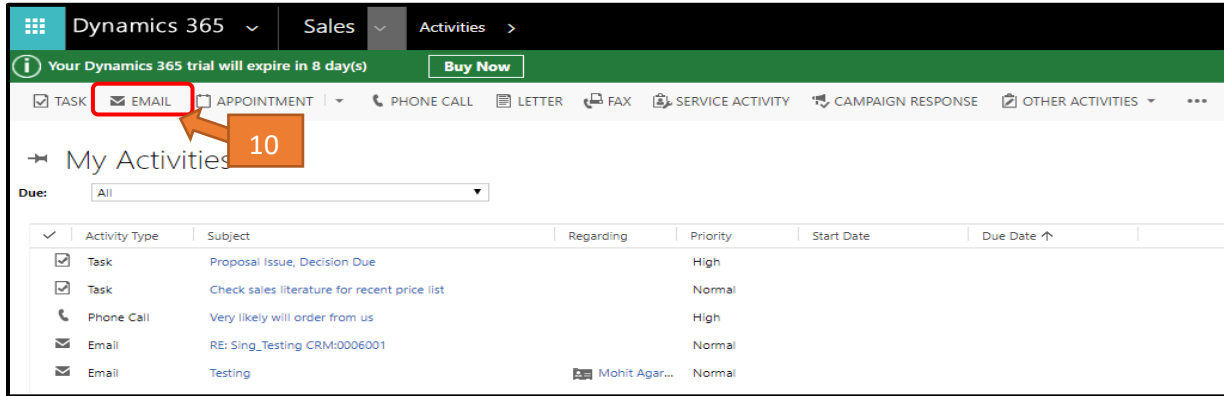 Dynamics 365 Sales Activities >
i Your Dynamics 365 trial will expire in 8 day(s) Buy Now
TASK EMAIL APPOINTMENT PHONE CALL LETTER FAX SERVICE ACTIVITY CAMPAIGN RESPONSE OTHER ACTIVITIES ...
10
My Activities
Due: All
Activity Type Subject Regarding Priority Start Date Due Date ↑
Task Proposal Issue, Decision Due High
Task Check sales literature for recent price list Normal
Phone Call Very likely will order from us High
Email RE: Sing_Testing CRM:0006001 Normal
Email Testing Mohit Agar... Normal